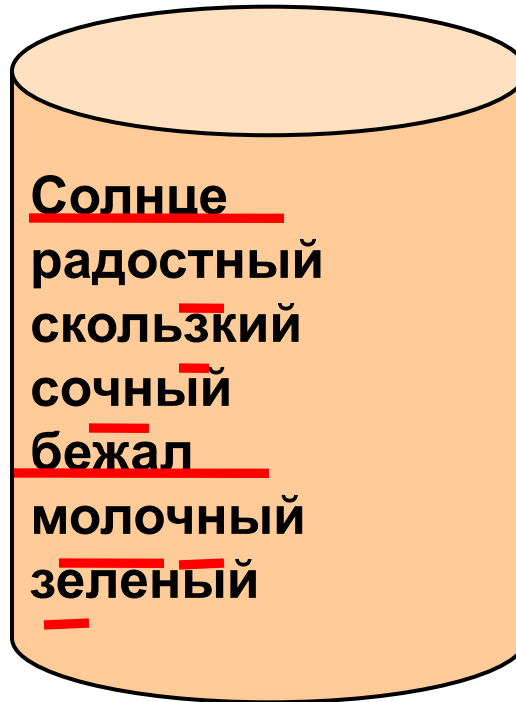 Солнце
радостный
скользкий
сочный
бежал
молочный
зеленый